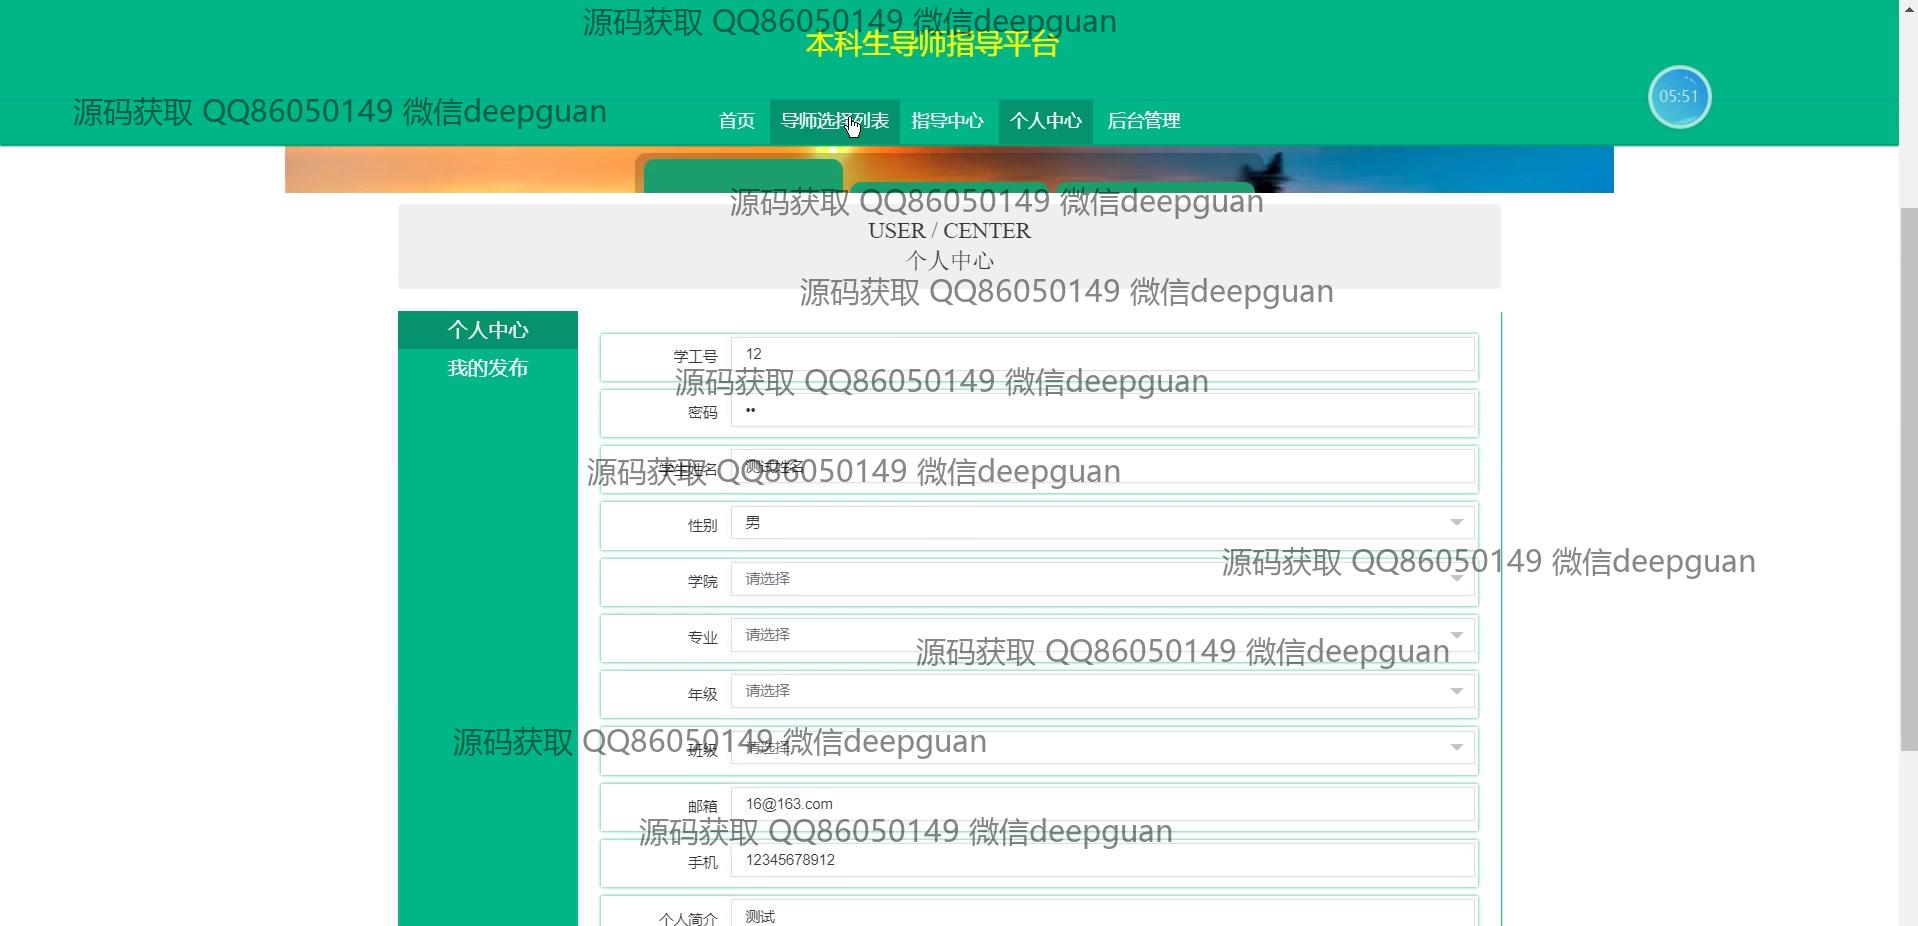 源码获取 QQ86050149 微信deepguan
本科生导师指导平台
05:51
源码获取 QQ86050149 微信deepguan
首页 导师选择列表 指导中心 个人中心 后台管理
源码获取 QQ86050149 微信deepguan
USER / CENTER
个人中心
源码获取 QQ86050149 微信deepguan
个人中心
我的发布
学工号 12
源码获取 QQ86050149 微信deepguan
密码 ••
学生姓名 测试姓名
源码获取 QQ86050149 微信deepguan
性别 男
源码获取 QQ86050149 微信deepguan
学院 请选择
专业 请选择
源码获取 QQ86050149 微信deepguan
年级 请选择
源码获取 QQ86050149 微信deepguan
班级 请选择
邮箱 16@163.com
源码获取 QQ86050149 微信deepguan
手机 12345678912
个人简介 测试